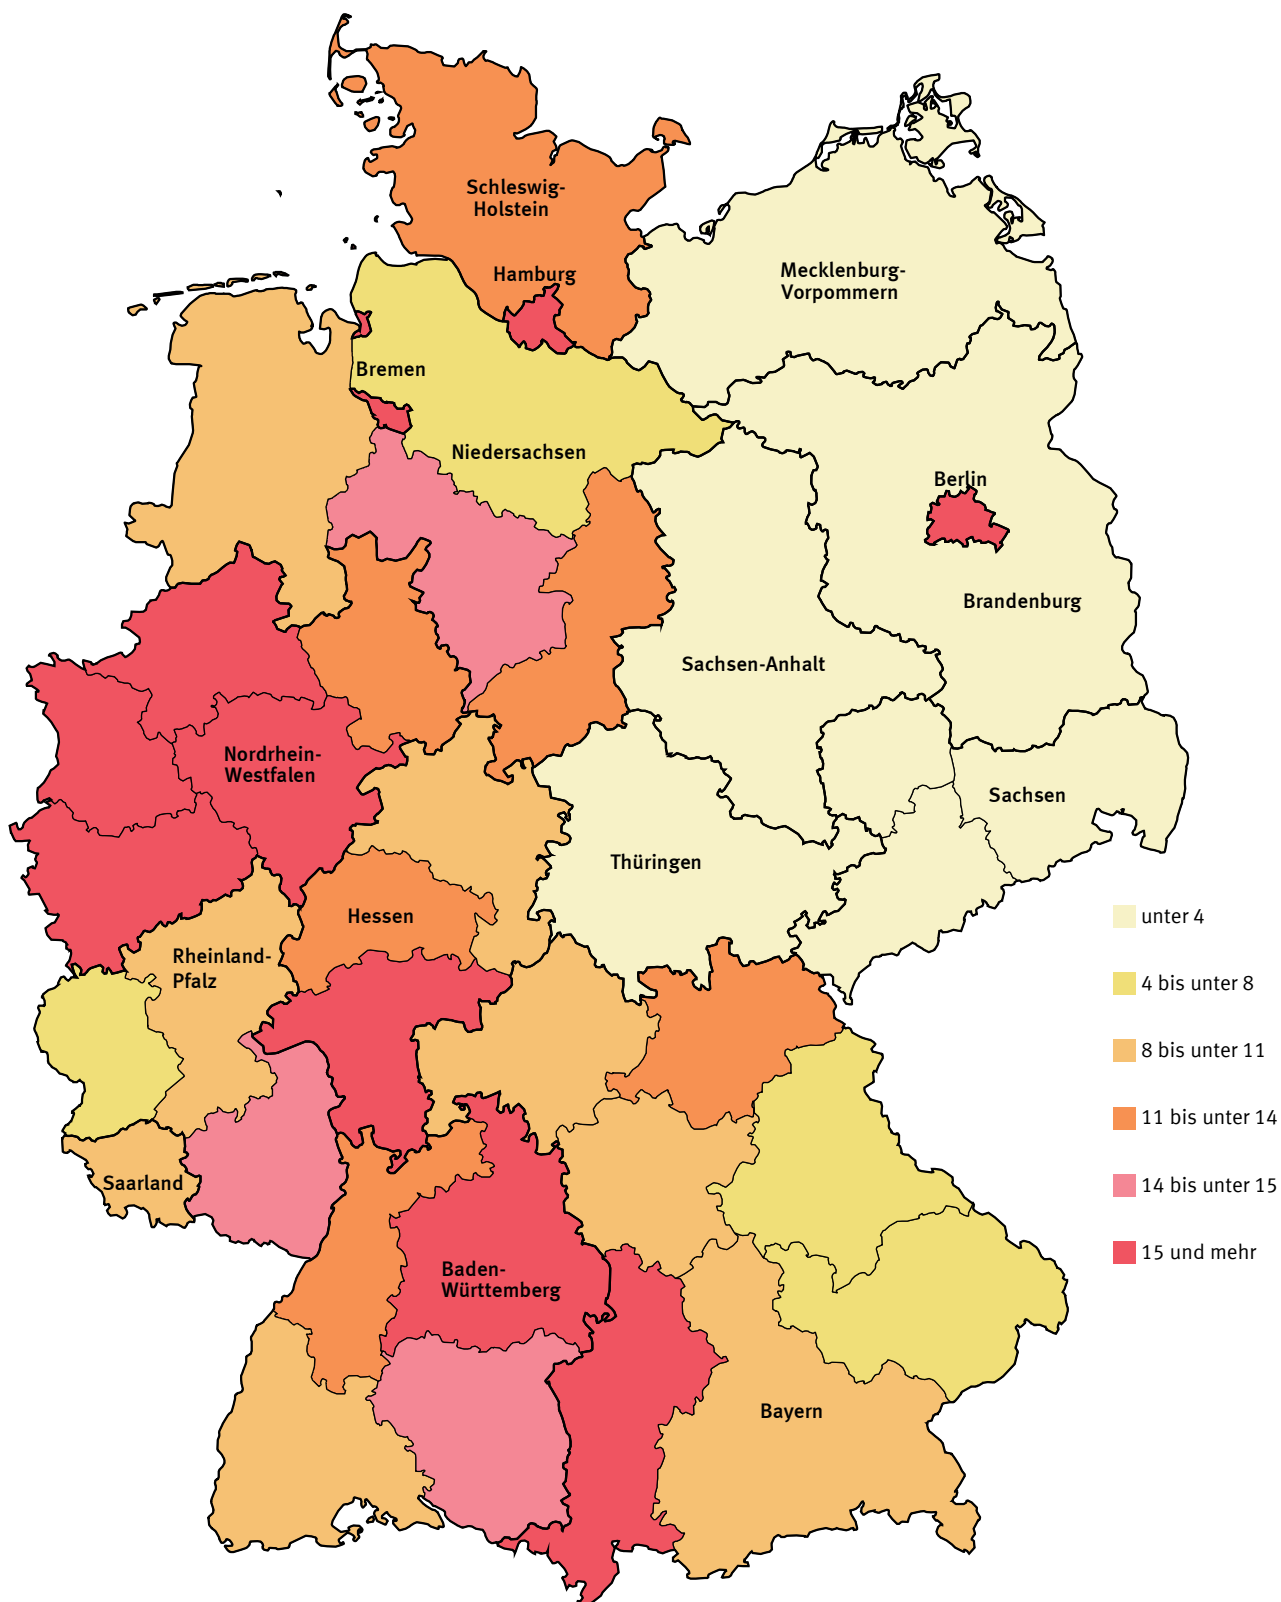 Schleswig-
Holstein
Hamburg
Mecklenburg-
Vorpommern
Bremen
Niedersachsen
Berlin
Brandenburg
Sachsen-Anhalt
Nordrhein-
Westfalen
Sachsen
Thüringen
Hessen
Rheinland-
Pfalz
Saarland
Baden-
Württemberg
Bayern
unter 4
4 bis unter 8
8 bis unter 11
11 bis unter 14
14 bis unter 15
15 und mehr